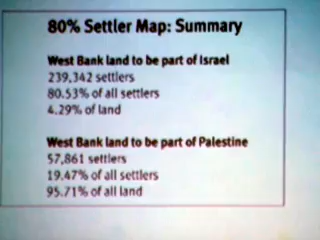 80% Settler Map: Summary
West Bank land to be part of Israel
239,342 settlers
80.53% of all settlers
4.29% of land
West Bank land to be part of Palestine
57,861 settlers
19.47% of all settlers
95.71% of all land